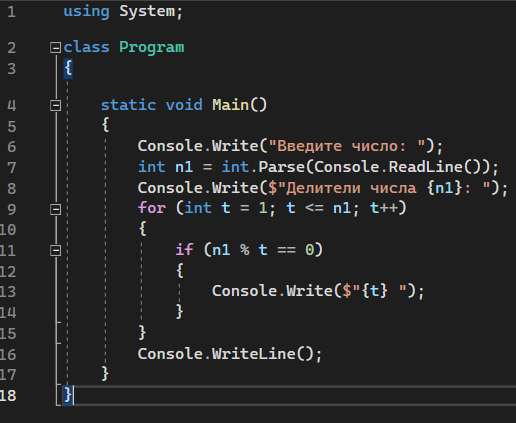 1 using System;
2 class Program
3 {
4 static void Main()
5 {
6 Console.Write("Введите число: ");
7 int n1 = int.Parse(Console.ReadLine());
8 Console.Write($"Делители числа {n1}: ");
9 for (int t = 1; t <= n1; t++)
10 {
11 if (n1 % t == 0)
12 {
13 Console.Write($"{t} ");
14 }
15 }
16 Console.WriteLine();
17 }
18 }